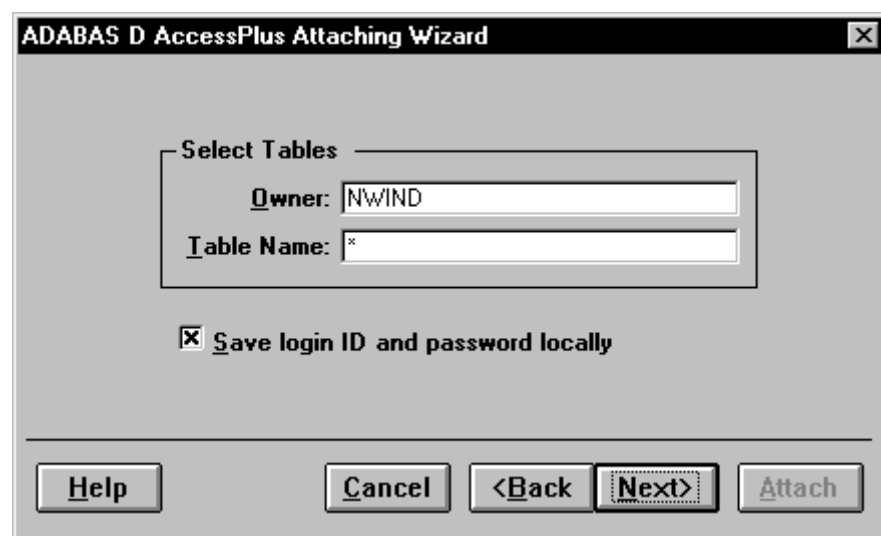 ADABAS D AccessPlus Attaching Wizard
Select Tables
Owner: NWIND
Table Name: *
Save login ID and password locally
Help Cancel <Back Next> Attach